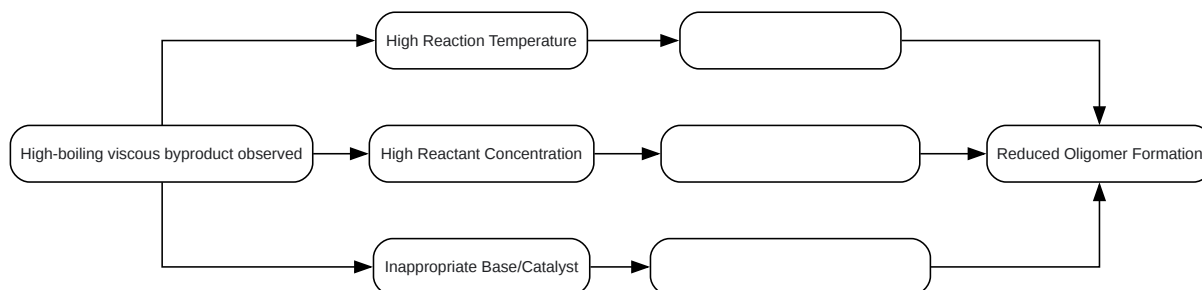 High Reaction Temperature
High-boiling viscous byproduct observed
High Reactant Concentration
Reduced Oligomer Formation
Inappropriate Base/Catalyst